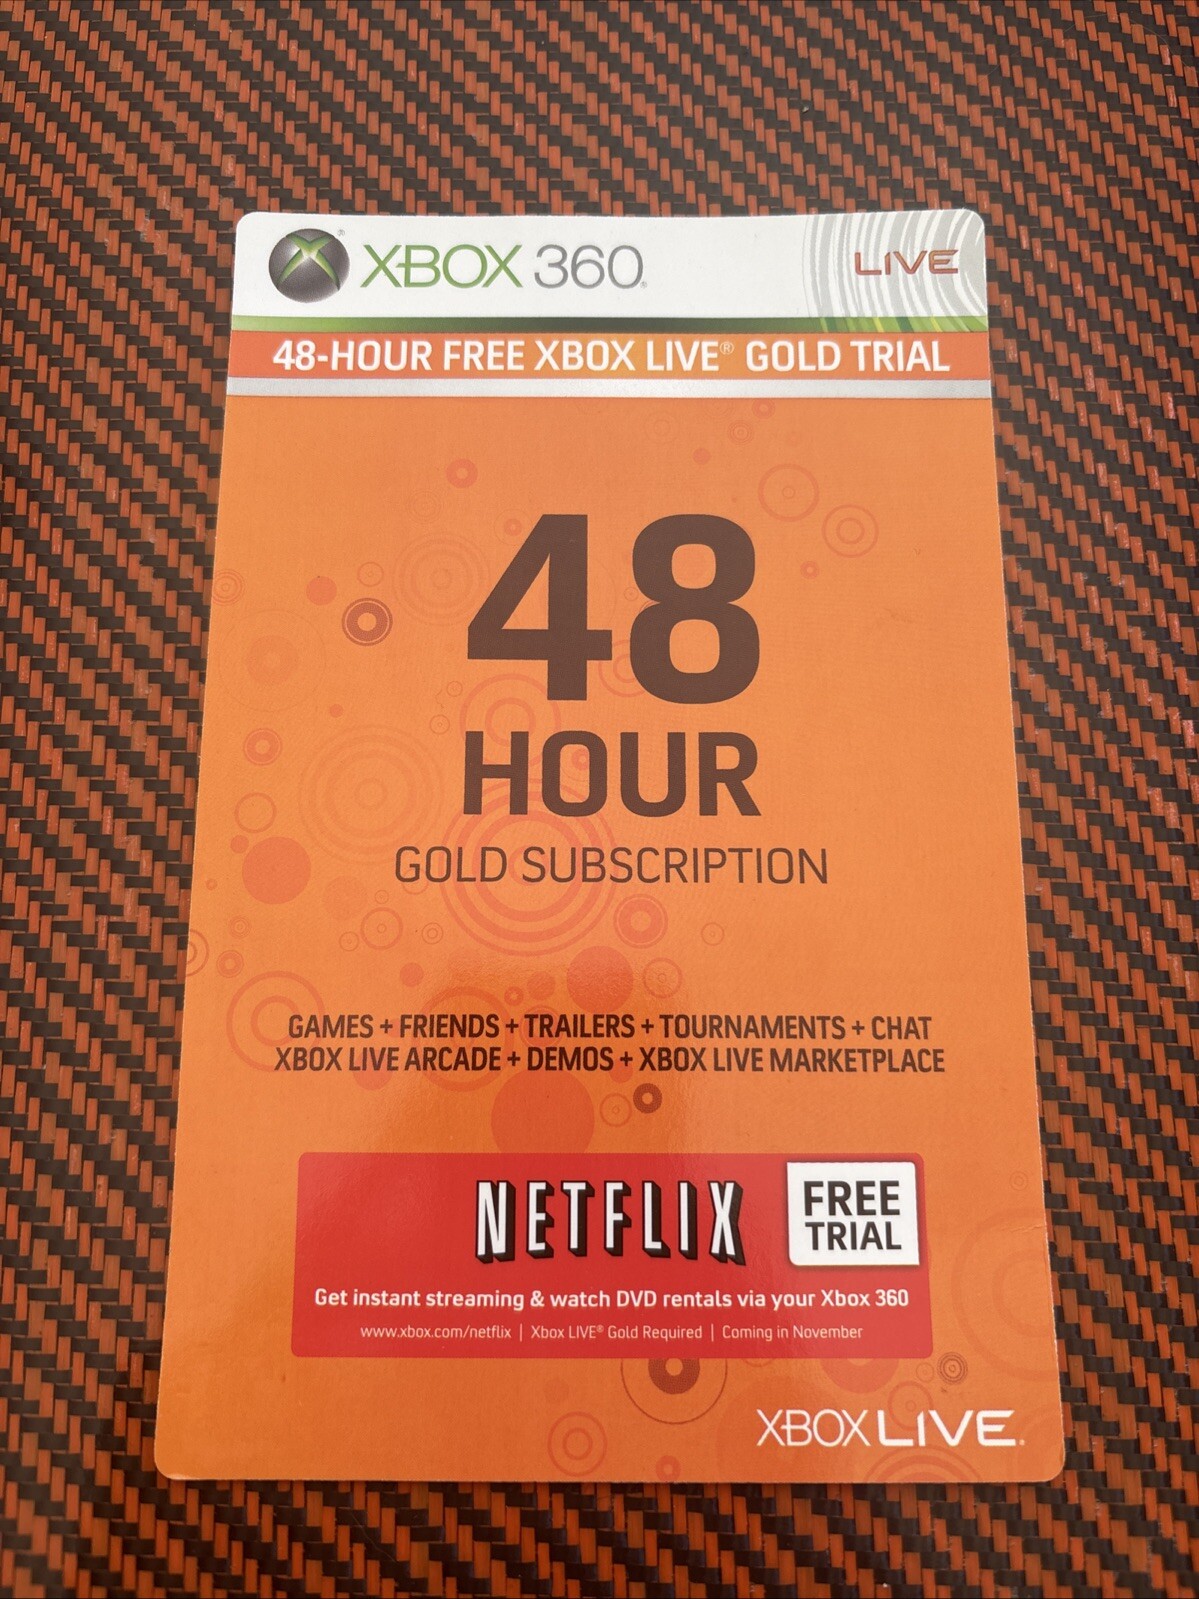 XBOX 360®
LIVE
48-HOUR FREE XBOX LIVE® GOLD TRIAL
48
HOUR
GOLD SUBSCRIPTION
GAMES + FRIENDS + TRAILERS + TOURNAMENTS + CHAT
XBOX LIVE ARCADE + DEMOS + XBOX LIVE MARKETPLACE
NETFLIX
FREE
TRIAL
Get instant streaming & watch DVD rentals via your Xbox 360
www.xbox.com/netflix | Xbox LIVE® Gold Required | Coming in November
XBOX LIVE®